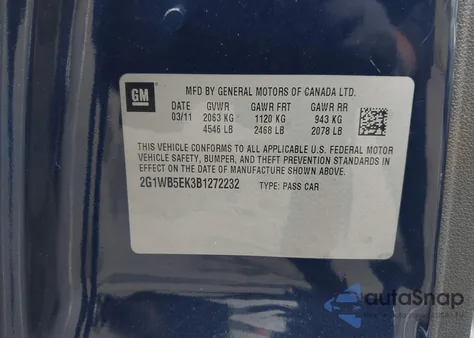 GM
MFD BY GENERAL MOTORS OF CANADA LTD.
DATE GVWR GAWR FRT GAWR RR
03/11 2063 KG 1120 KG 943 KG
4546 LB 2468 LB 2078 LB
THIS VEHICLE CONFORMS TO ALL APPLICABLE U.S. FEDERAL MOTOR
VEHICLE SAFETY, BUMPER, AND THEFT PREVENTION STANDARDS
IN EFFECT ON THE DATE OF MANUFACTURE SHOWN ABOVE.
2G1WB5EK3B1272232 TYPE: PASS CAR
autoSnap